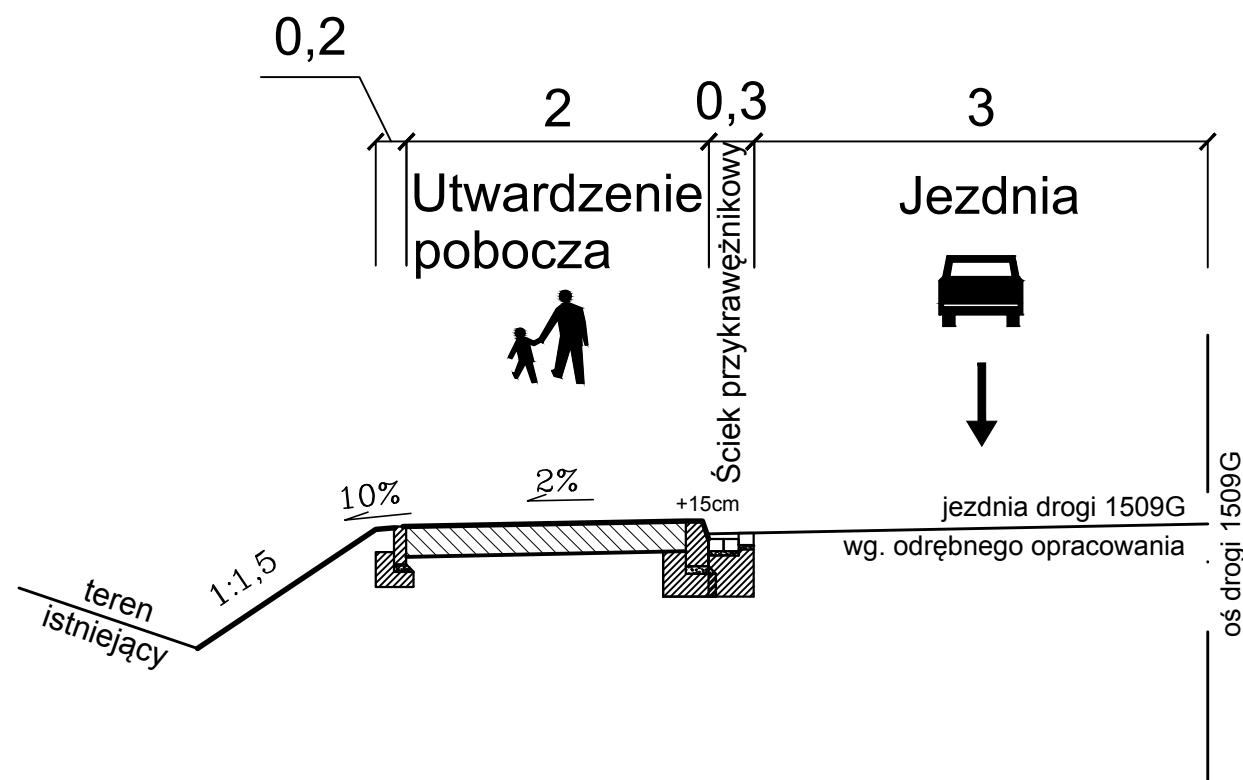 0,2
2
0,3
3
Utwardzenie
pobocza
Ściek przykrawężnikowy
Jezdnia
10%
2%
+15cm
jezdnia drogi 1509G
wg. odrębnego opracowania
oś drogi 1509G
1:1,5
teren
istniejący